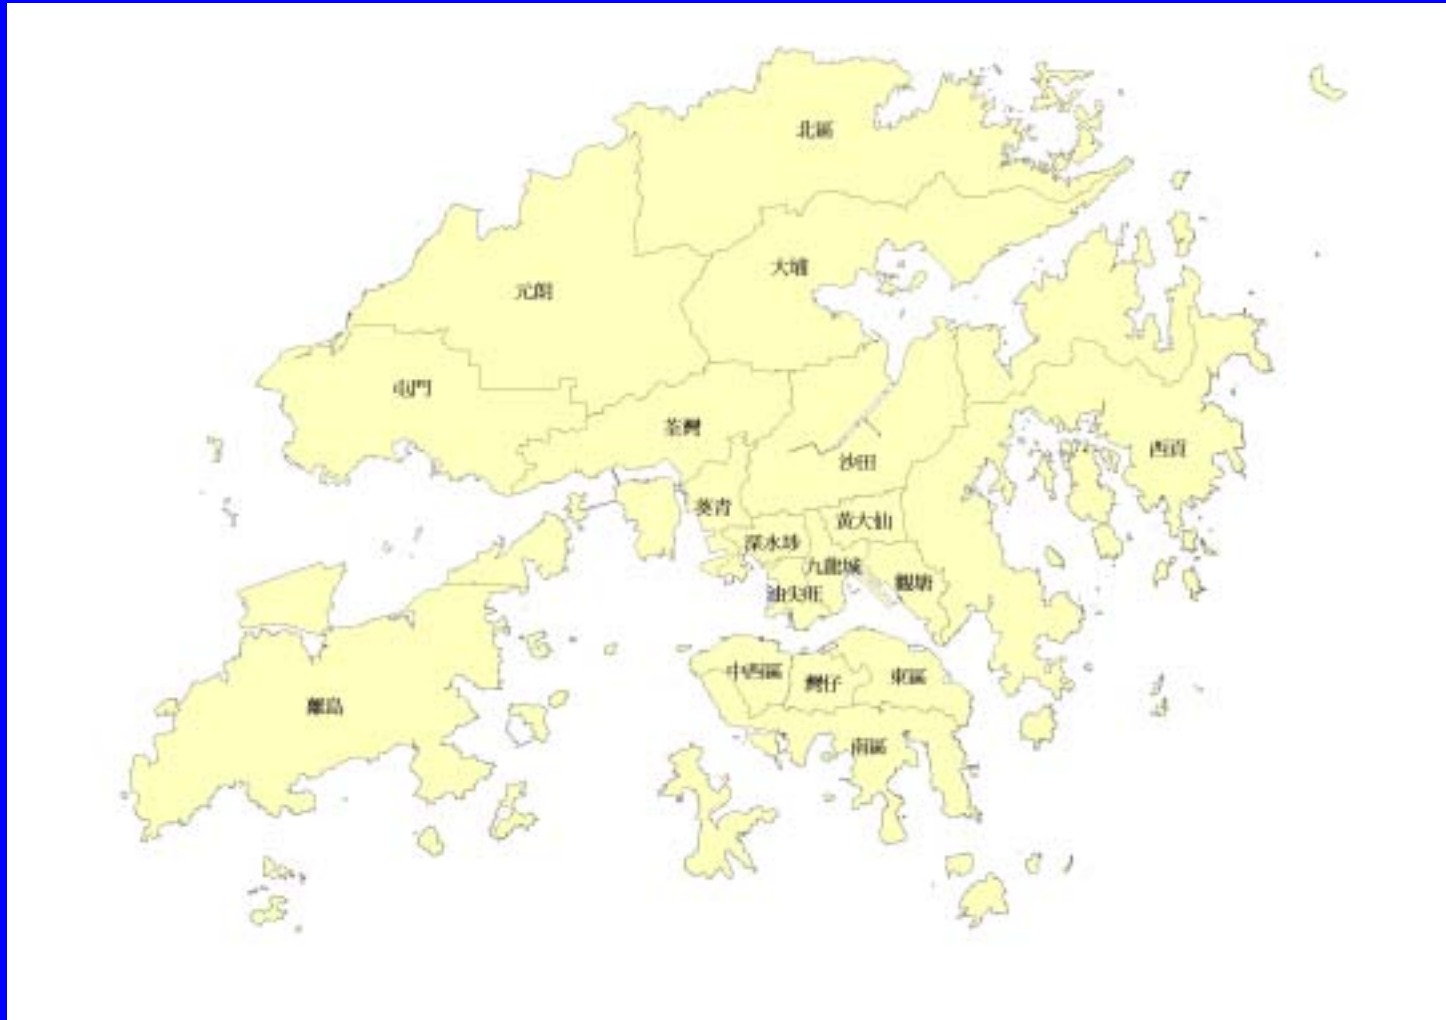 北區
大埔
元朗
屯門
荃灣
西貢
沙田
葵青
黃大仙
深水埗
九龍城
觀塘
油尖旺
中西區
灣仔
東區
離島
南區